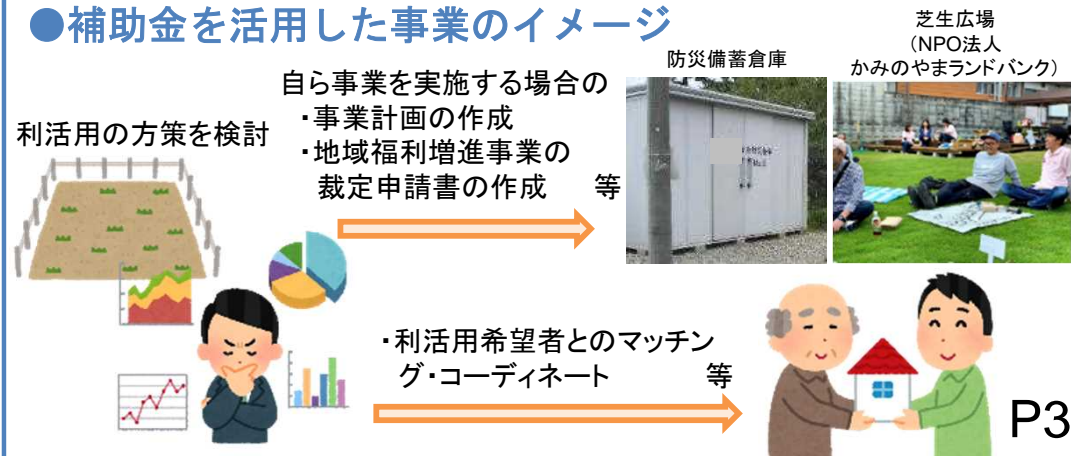 ●補助金を活用した事業のイメージ
芝生広場
(NPO法人
かみのやまランドバンク)
防災備蓄倉庫
自ら事業を実施する場合の
・事業計画の作成
・地域福利増進事業の
裁定申請書の作成 等
利活用の方策を検討
・利活用希望者とのマッチン
グ・コーディネート 等
P3